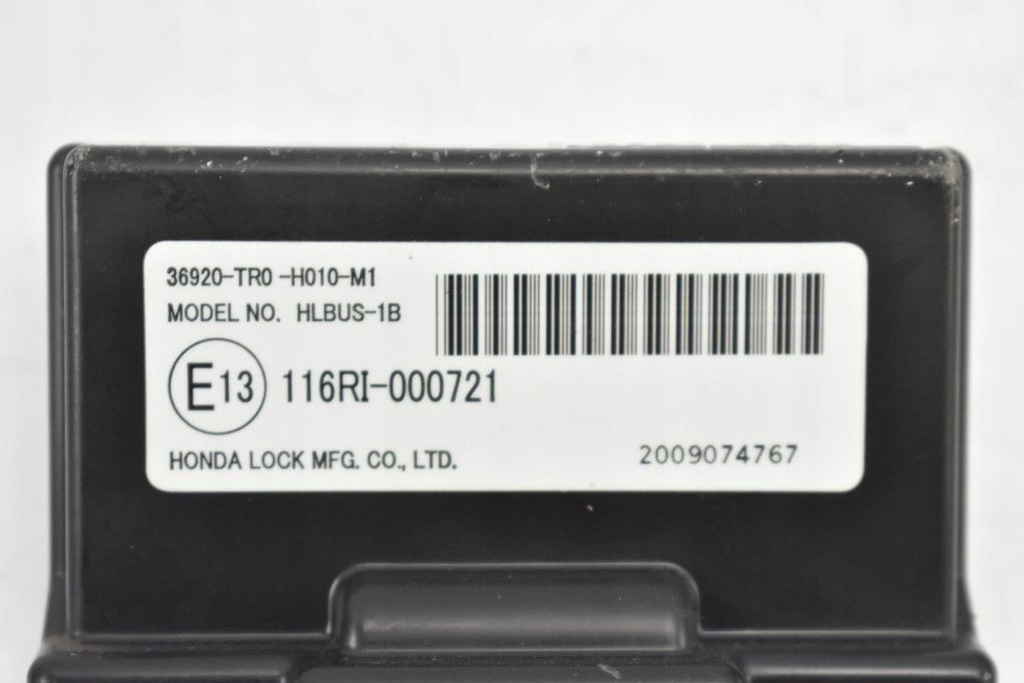 36920-TR0 -H010-M1
MODEL NO. HLBUS-1B
E13 116RI-000721
HONDA LOCK MFG. CO., LTD. 2009074767